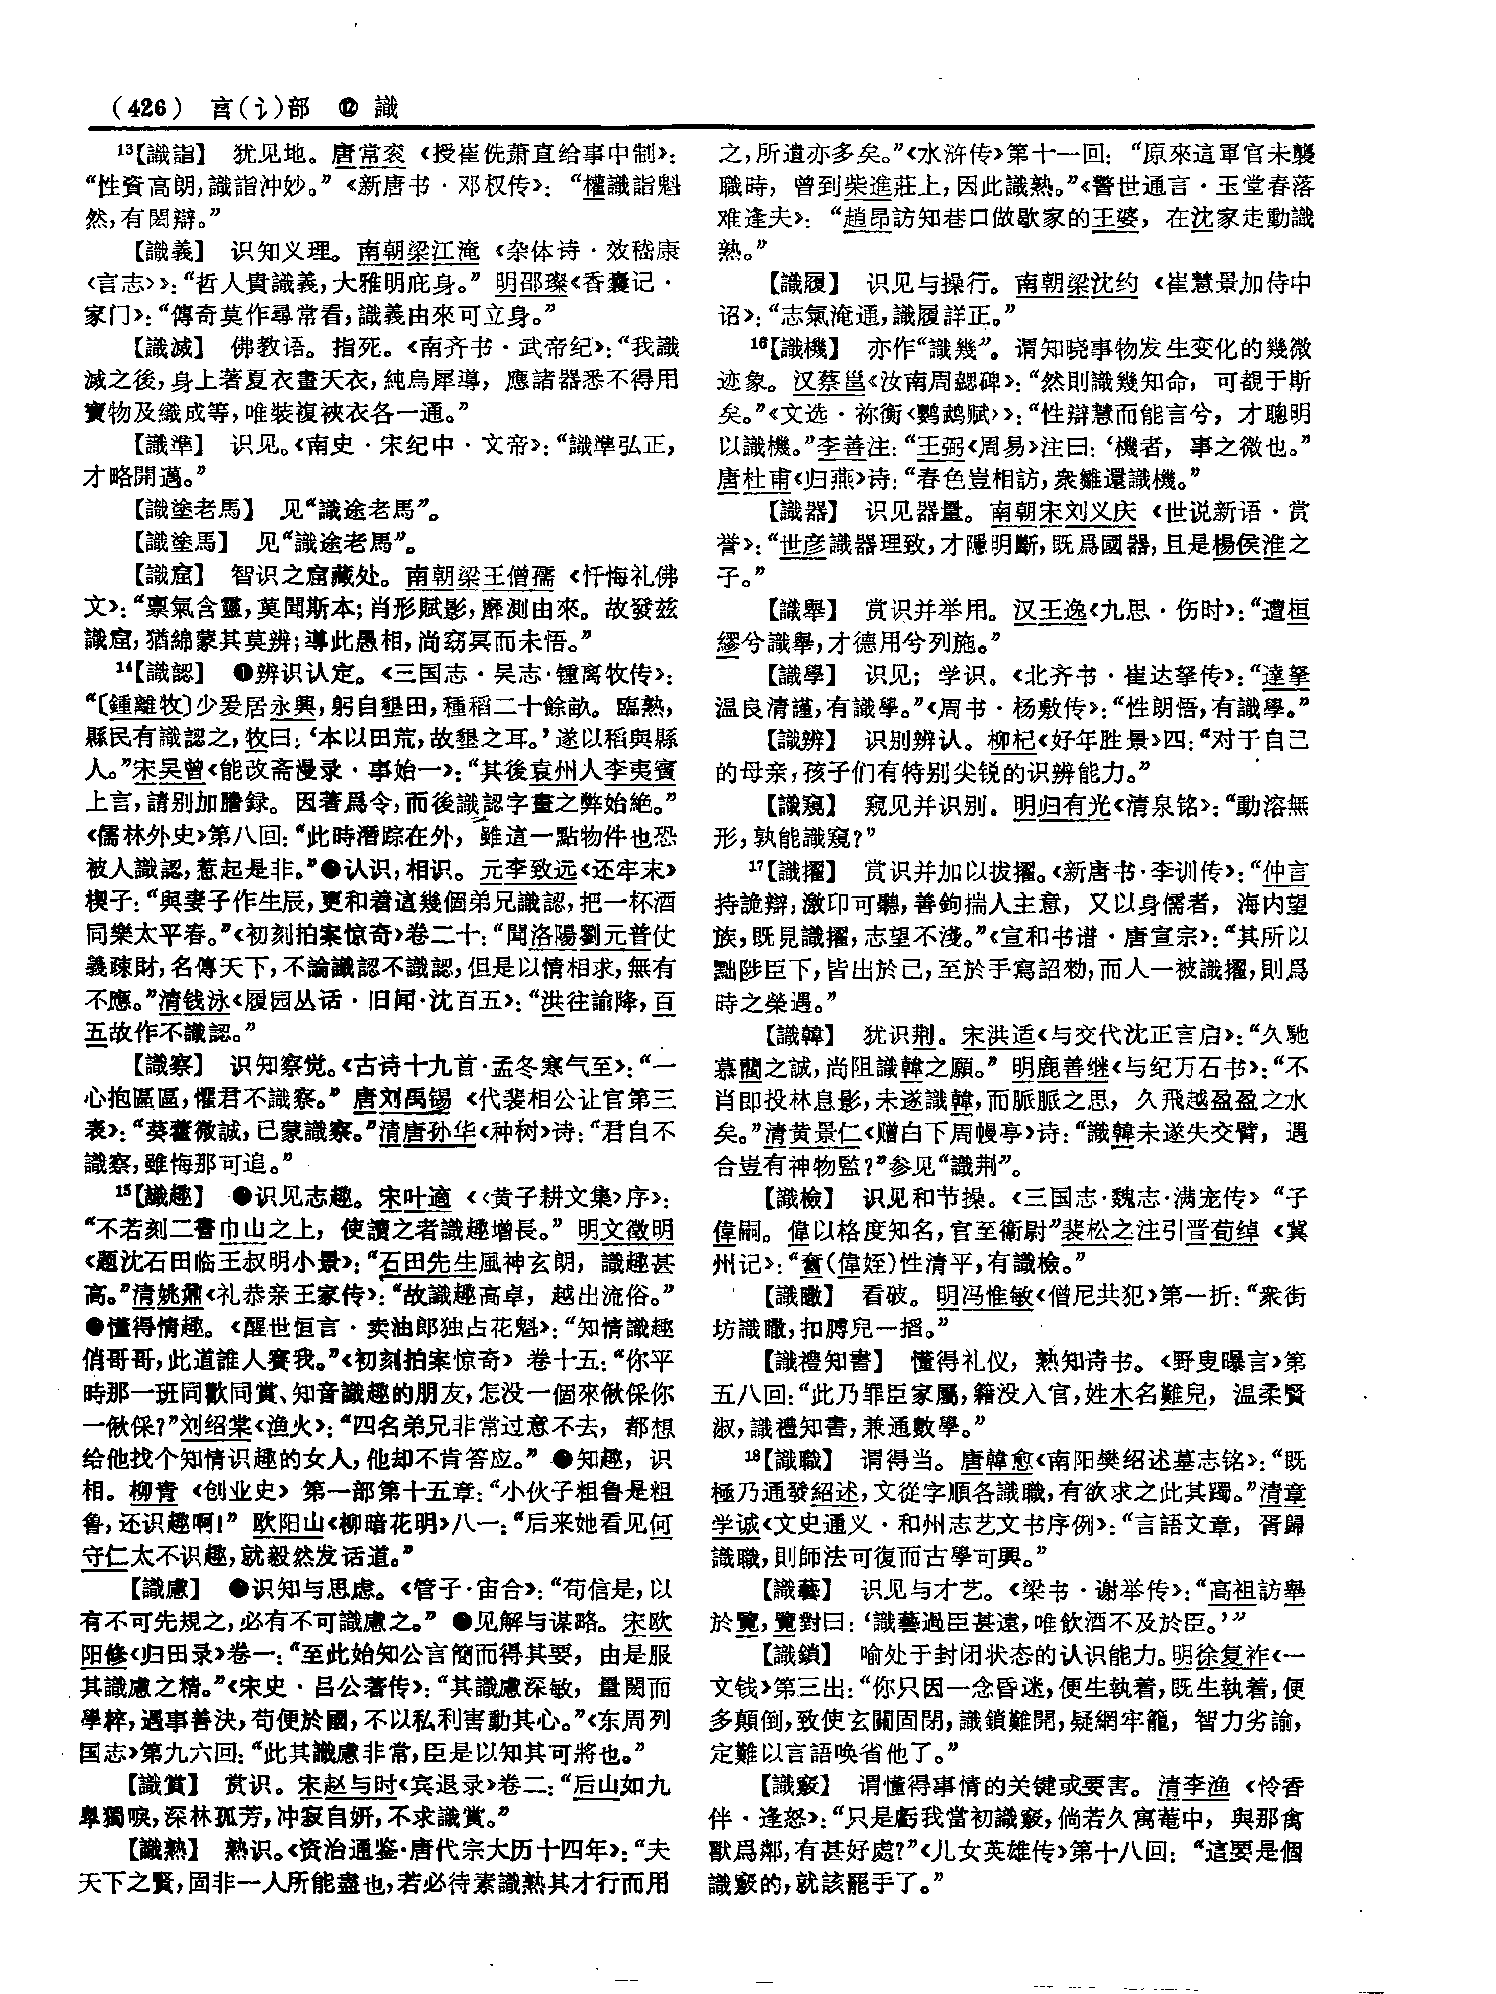 (426) 言(讠)部 ⑫ 識
¹³【識詣】 犹见地。唐常衮《授崔侁萧直给事中制》:
“性資高朗,識詣沖妙。”《新唐书·邓权传》:“權識詣魁
然,有閎辯。”
【識義】 识知义理。南朝梁江淹《杂体诗·效嵇康
〈言志〉》:“哲人貴識義,大雅明庇身。” 明邵璨《香囊记·
家门》:“傳奇莫作尋常看,識義由來可立身。”
【識滅】 佛教语。指死。《南齐书·武帝纪》:“我識
滅之後,身上著夏衣畫天衣,純烏犀導,應諸器悉不得用
寶物及織成等,唯裝複裌衣各一通。”
【識準】 识见。《南史·宋纪中·文帝》:“識準弘正,
才略開邁。”
【識塗老馬】 见“識途老馬”。
【識塗馬】 见“識途老馬”。
【識窟】 智识之窟藏处。南朝梁王僧孺《忏悔礼佛
文》:“禀氣含靈,莫聞斯本;肖形賦影,靡測由來。故發兹
識窟,猶綿蒙其莫辨;導此愚相,尚窈冥而未悟。”
¹⁴【識認】 ❶辨识认定。《三国志·吴志·锺离牧传》:
“〔鍾離牧〕少爰居永興,躬自墾田,種稻二十餘畝。臨熟,
縣民有識認之,牧曰:‘本以田荒,故墾之耳。’遂以稻與縣
人。”宋吴曾《能改斋漫录·事始一》:“其後袁州人李夷賓
上言,請别加謄録。因著爲令,而後識認字畫之弊始絶。”
《儒林外史》第八回:“此時潛踪在外,雖這一點物件也恐
被人識認,惹起是非。”●认识,相识。元李致远《还牢末》
楔子:“與妻子作生辰,更和着這幾個弟兄識認,把一杯酒
同樂太平春。”《初刻拍案惊奇》卷二十:“聞洛陽劉元普仗
義疎財,名傳天下,不論識認不識認,但是以情相求,無有
不應。”清钱泳《履园丛话·旧闻·沈百五》:“洪往諭降,百
五故作不識認。”
【識察】 识知察觉。《古诗十九首·孟冬寒气至》:“一
心抱區區,懼君不識察。” 唐刘禹锡《代裴相公让官第三
表》:“葵藿微誠,已蒙識察。”清唐孙华《种树》诗:“君自不
識察,雖悔那可追。”
¹⁵【識趣】 ●识见志趣。宋叶適《〈黄子耕文集〉序》:
“不若刻二書巾山之上,使讀之者識趣增長。” 明文徵明
《题沈石田临王叔明小景》:“石田先生風神玄朗,識趣甚
高。”清姚鼐《礼恭亲王家传》:“故識趣高卓,越出流俗。”
●懂得情趣。《醒世恒言·卖油郎独占花魁》:“知情識趣
俏哥哥,此道誰人賽我。”《初刻拍案惊奇》卷十五:“你平
時那一班同歡同賞、知音識趣的朋友,怎没一個來偢倸你
一偢倸?”刘绍棠《渔火》:“四名弟兄非常过意不去,都想
给他找个知情识趣的女人,他却不肯答应。” ●知趣,识
相。柳青《创业史》第一部第十五章:“小伙子粗鲁是粗
鲁,还识趣啊!” 欧阳山《柳暗花明》八一:“后来她看见何
守仁太不识趣,就毅然发话道。”
【識慮】 ●识知与思虑。《管子·宙合》:“苟信是,以
有不可先規之,必有不可識慮之。” ●见解与谋略。宋欧
阳修《归田录》卷一:“至此始知公言簡而得其要,由是服
其識慮之精。”《宋史·吕公著传》:“其識慮深敏,量閎而
學粹,遇事善決,苟便於國,不以私利害動其心。”《东周列
国志》第九六回:“此其識慮非常,臣是以知其可將也。”
【識賞】 赏识。宋赵与时《宾退录》卷二:“后山如九
臯獨唳,深林孤芳,冲寂自妍,不求識賞。”
【識熟】 熟识。《资治通鉴·唐代宗大历十四年》:“夫
天下之賢,固非一人所能盡也,若必待素識熟其才行而用
之,所遺亦多矣。”《水浒传》第十一回:“原來這軍官未襲
職時,曾到柴進莊上,因此識熟。”《警世通言·玉堂春落
难逢夫》:“趙昂訪知巷口做歇家的王婆,在沈家走動識
熟。”
【識履】 识见与操行。南朝梁沈约《崔慧景加侍中
诏》:“志氣淹通,識履詳正。”
¹⁶【識機】 亦作“識幾”。谓知晓事物发生变化的幾微
迹象。汉蔡邕《汝南周勰碑》:“然則識幾知命,可覩于斯
矣。”《文选·祢衡〈鹦鹉赋〉》:“性辯慧而能言兮,才聰明
以識機。”李善注:“王弼《周易》注曰:‘機者,事之微也。”
唐杜甫《归燕》诗:“春色豈相訪,衆雛還識機。”
【識器】 识见器量。南朝宋刘义庆《世说新语·赏
誉》:“世彦識器理致,才隱明斷,既爲國器,且是楊侯淮之
子。”
【識舉】 赏识并举用。汉王逸《九思·伤时》:“遭桓
繆兮識舉,才德用兮列施。”
【識學】 识见;学识。《北齐书·崔达拏传》:“達拏
温良清謹,有識學。”《周书·杨敷传》:“性朗悟,有識學。”
【識辨】 识别辨认。柳杞《好年胜景》四:“对于自己
的母亲,孩子们有特别尖锐的识辨能力。”
【識窺】 窥见并识别。明归有光《清泉铭》:“動溶無
形,孰能識窺?”
¹⁷【識擢】 赏识并加以拔擢。《新唐书·李训传》:“仲言
持詭辯,激卬可聽,善鉤揣人主意,又以身儒者,海内望
族,既見識擢,志望不淺。”《宣和书谱·唐宣宗》:“其所以
黜陟臣下,皆出於己,至於手寫詔勑,而人一被識擢,則爲
時之榮遇。”
【識韓】 犹识荆。宋洪适《与交代沈正言启》:“久馳
慕藺之誠,尚阻識韓之願。” 明鹿善继《与纪万石书》:“不
肖即投林息影,未遂識韓,而脈脈之思,久飛越盈盈之水
矣。”清黄景仁《赠白下周幔亭》诗:“識韓未遂失交臂,遇
合豈有神物監?”参见“識荆”。
【識檢】 识见和节操。《三国志·魏志·满宠传》“子
偉嗣。偉以格度知名,官至衞尉”裴松之注引晋荀绰《冀
州记》:“奮(偉姪)性清平,有識檢。”
【識瞰】 看破。明冯惟敏《僧尼共犯》第一折:“衆街
坊識瞰,扣腭兒一搯。”
【識禮知書】 懂得礼仪,熟知诗书。《野叟曝言》第
五八回:“此乃罪臣家屬,籍没入官,姓木名難兒,温柔賢
淑,識禮知書,兼通數學。”
¹⁸【識職】 谓得当。唐韓愈《南阳樊绍述墓志铭》:“既
極乃通發紹述,文從字順各識職,有欲求之此其躅。”清章
学诚《文史通义·和州志艺文书序例》:“言語文章,胥歸
識職,則師法可復而古學可興。”
【識藝】 识见与才艺。《梁书·谢举传》:“高祖訪舉
於覽,覽對曰:‘識藝過臣甚遠,唯飲酒不及於臣。’”
【識鎖】 喻处于封闭状态的认识能力。明徐复祚《一
文钱》第三出:“你只因一念昏迷,便生執着,既生執着,便
多顛倒,致使玄關固閉,識鎖難開,疑網牢籠,智力劣諭,
定難以言語唤省他了。”
【識竅】 谓懂得事情的关键或要害。清李渔《怜香
伴·逢怒》:“只是虧我當初識竅,倘若久寓菴中,與那禽
獸爲鄰,有甚好處?”《儿女英雄传》第十八回:“這要是個
識竅的,就該罷手了。”